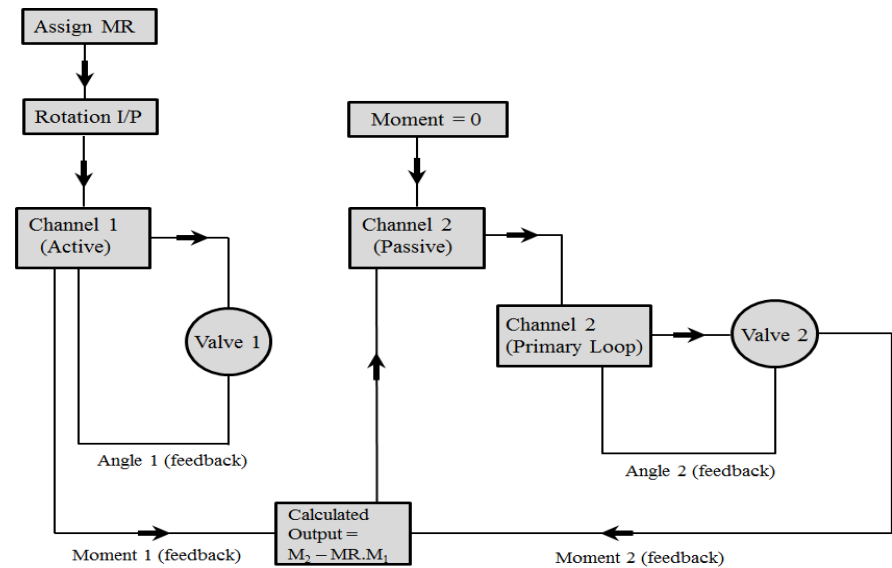 Assign MR
Rotation I/P
Moment = 0
Channel 1
(Active)
Channel 2
(Passive)
Valve 1
Channel 2
(Primary Loop)
Valve 2
Angle 1 (feedback)
Angle 2 (feedback)
Calculated
Output =
M₂ – MR.M₁
Moment 1 (feedback)
Moment 2 (feedback)